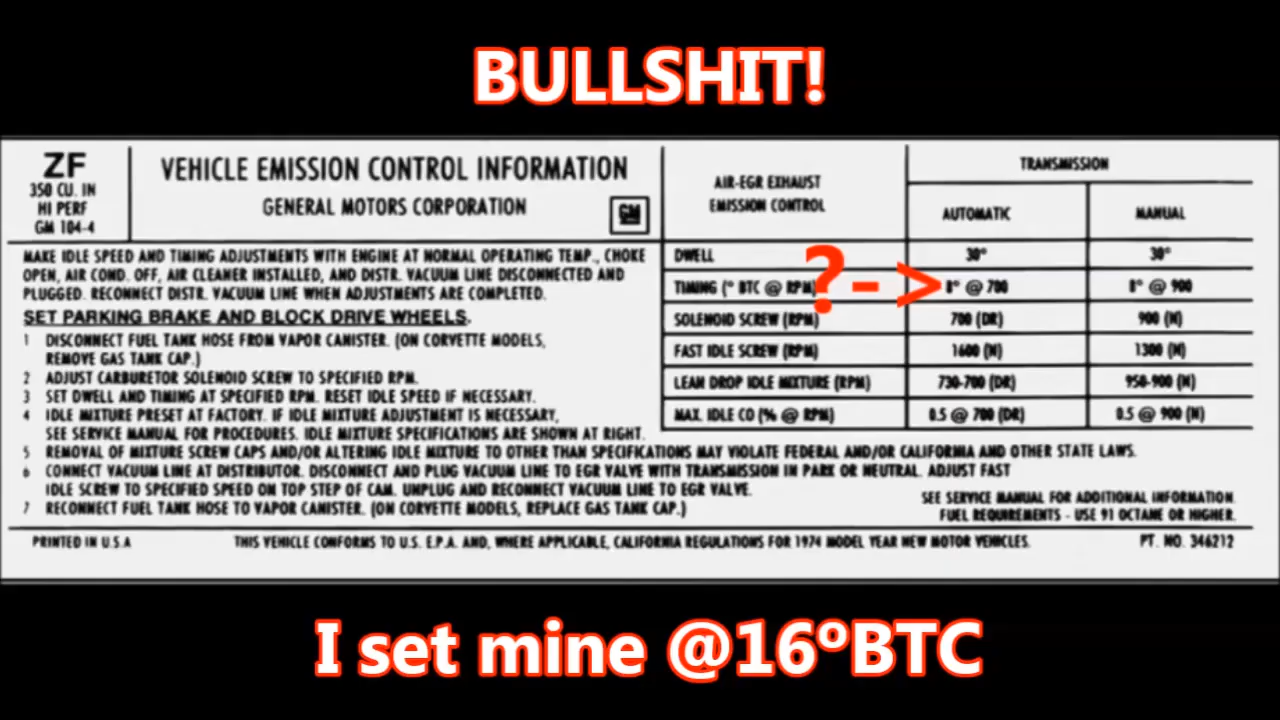 BULLSHIT!
ZF
350 CU. IN
HI PERF
GM 104-4
VEHICLE EMISSION CONTROL INFORMATION
GENERAL MOTORS CORPORATION
GM
AIR-EGR EXHAUST
EMISSION CONTROL
TRANSMISSION
AUTOMATIC MANUAL
MAKE IDLE SPEED AND TIMING ADJUSTMENTS WITH ENGINE AT NORMAL OPERATING TEMP., CHOKE
OPEN, AIR COND. OFF, AIR CLEANER INSTALLED, AND DISTR. VACUUM LINE DISCONNECTED AND
PLUGGED. RECONNECT DISTR. VACUUM LINE WHEN ADJUSTMENTS ARE COMPLETED.
SET PARKING BRAKE AND BLOCK DRIVE WHEELS.
1 DISCONNECT FUEL TANK HOSE FROM VAPOR CANISTER. (ON CORVETTE MODELS,
REMOVE GAS TANK CAP.)
2 ADJUST CARBURETOR SOLENOID SCREW TO SPECIFIED RPM.
3 SET DWELL AND TIMING AT SPECIFIED RPM. RESET IDLE SPEED IF NECESSARY.
4 IDLE MIXTURE PRESET AT FACTORY. IF IDLE MIXTURE ADJUSTMENT IS NECESSARY,
SEE SERVICE MANUAL FOR PROCEDURES. IDLE MIXTURE SPECIFICATIONS ARE SHOWN AT RIGHT.
DWELL 30° 30°
TIMING (° BTC @ RPM) ?- > 8° @ 700 8° @ 900
SOLENOID SCREW (RPM) 700 (DR) 900 (N)
FAST IDLE SCREW (RPM) 1600 (N) 1300 (N)
LEAN DROP IDLE MIXTURE (RPM) 730-700 (DR) 950-900 (N)
MAX. IDLE CO (% @ RPM) 0.5 @ 700 (DR) 0.5 @ 900 (N)
5 REMOVAL OF MIXTURE SCREW CAPS AND/OR ALTERING IDLE MIXTURE TO OTHER THAN SPECIFICATIONS MAY VIOLATE FEDERAL AND/OR CALIFORNIA AND OTHER STATE LAWS.
6 CONNECT VACUUM LINE AT DISTRIBUTOR. DISCONNECT AND PLUG VACUUM LINE TO EGR VALVE WITH TRANSMISSION IN PARK OR NEUTRAL. ADJUST FAST
IDLE SCREW TO SPECIFIED SPEED ON TOP STEP OF CAM. UNPLUG AND RECONNECT VACUUM LINE TO EGR VALVE.
7 RECONNECT FUEL TANK HOSE TO VAPOR CANISTER. (ON CORVETTE MODELS, REPLACE GAS TANK CAP.)
SEE SERVICE MANUAL FOR ADDITIONAL INFORMATION.
FUEL REQUIREMENTS - USE 91 OCTANE OR HIGHER.
PRINTED IN U.S.A THIS VEHICLE CONFORMS TO U.S. E.P.A. AND, WHERE APPLICABLE, CALIFORNIA REGULATIONS FOR 1974 MODEL YEAR NEW MOTOR VEHICLES. PT. NO. 346212
I set mine @16ºBTC